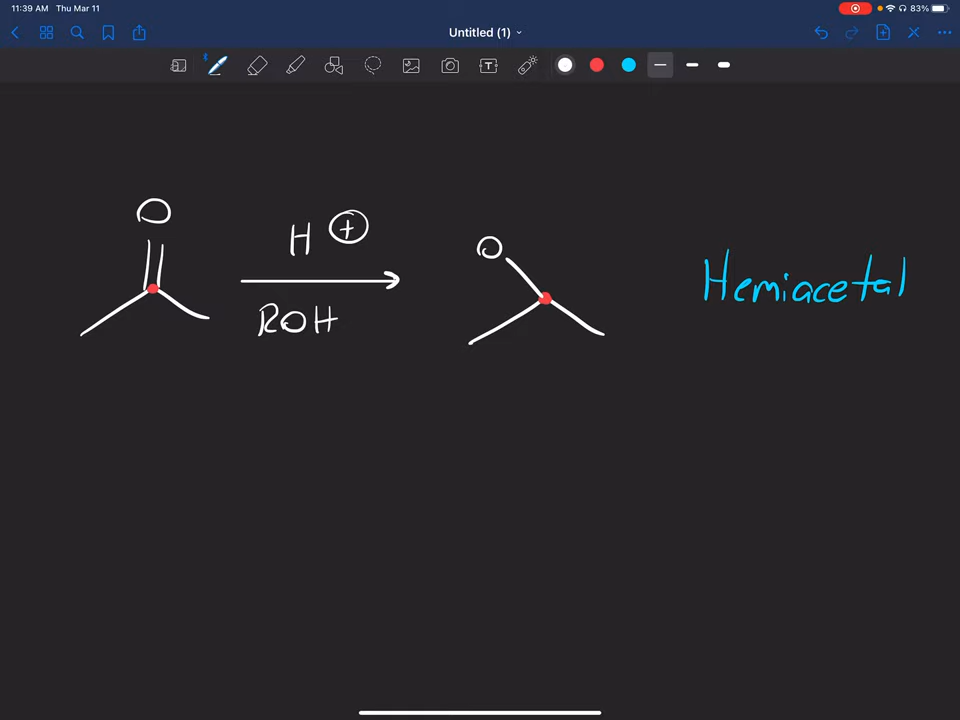 11:39 AM Thu Mar 11
83%
Untitled (1)
T
O
H +
ROH
O
Hemiacetal